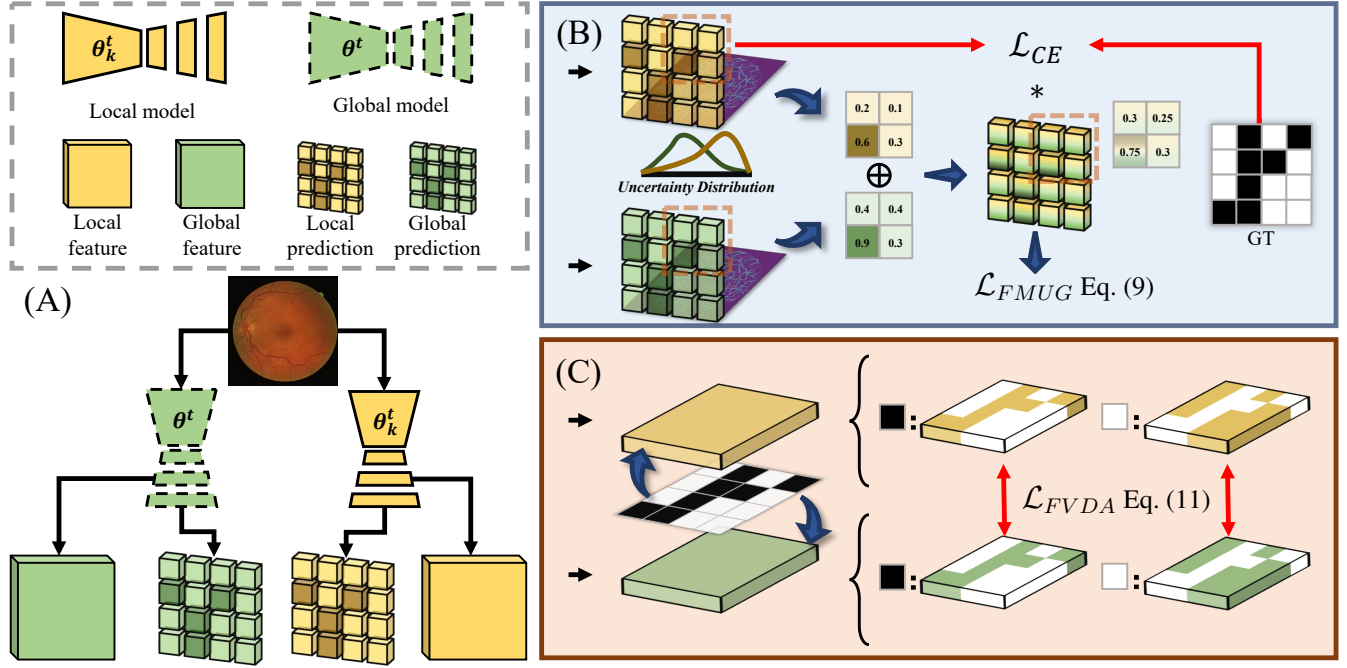 θ_k^t
θ^t
Local model
Global model
Local
feature
Global
feature
Local
prediction
Global
prediction
(A)
θ^t
θ_k^t
(B)
Uncertainty Distribution
0.2 0.1
0.6 0.3
⊕
0.4 0.4
0.9 0.3
ℒ_CE
*
0.3 0.25
0.75 0.3
GT
ℒ_FMUG Eq. (9)
(C)
:
:
ℒ_FVDA Eq. (11)
:
: